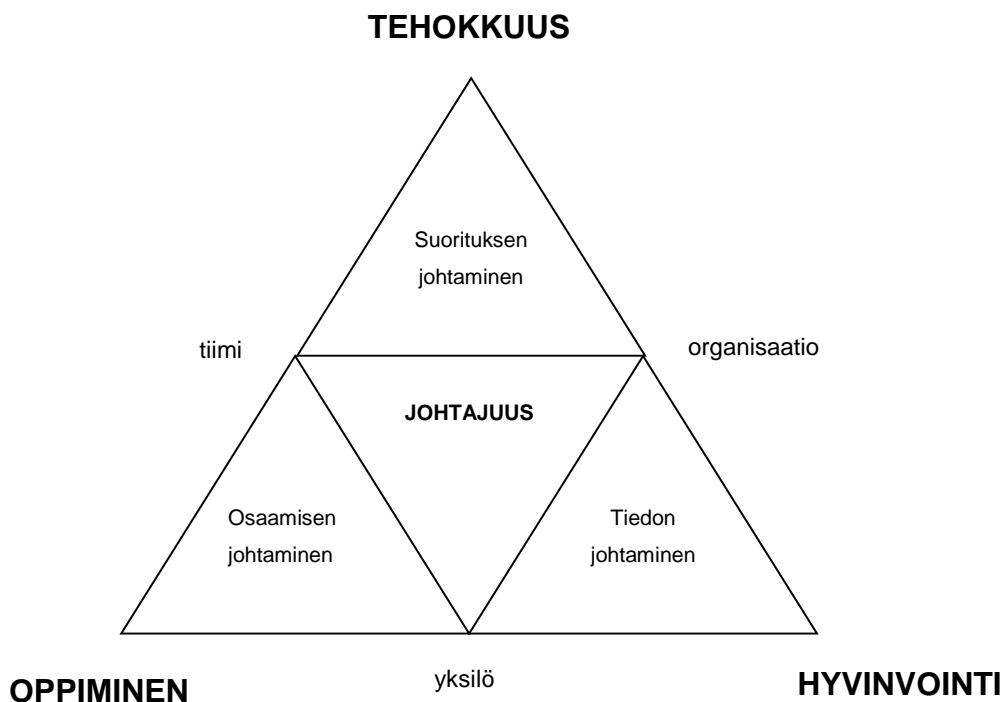 TEHOKKUUS
Suorituksen
johtaminen
tiimi
organisaatio
JOHTAJUUS
Osaamisen
johtaminen
Tiedon
johtaminen
OPPIMINEN
yksilö
HYVINVOINTI